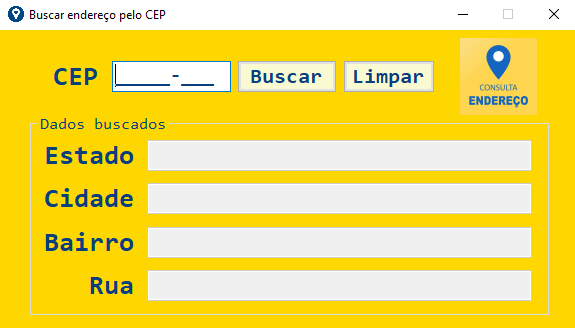 Buscar endereço pelo CEP
CEP _____-___ Buscar Limpar
CONSULTA
ENDEREÇO
Dados buscados
Estado
Cidade
Bairro
Rua